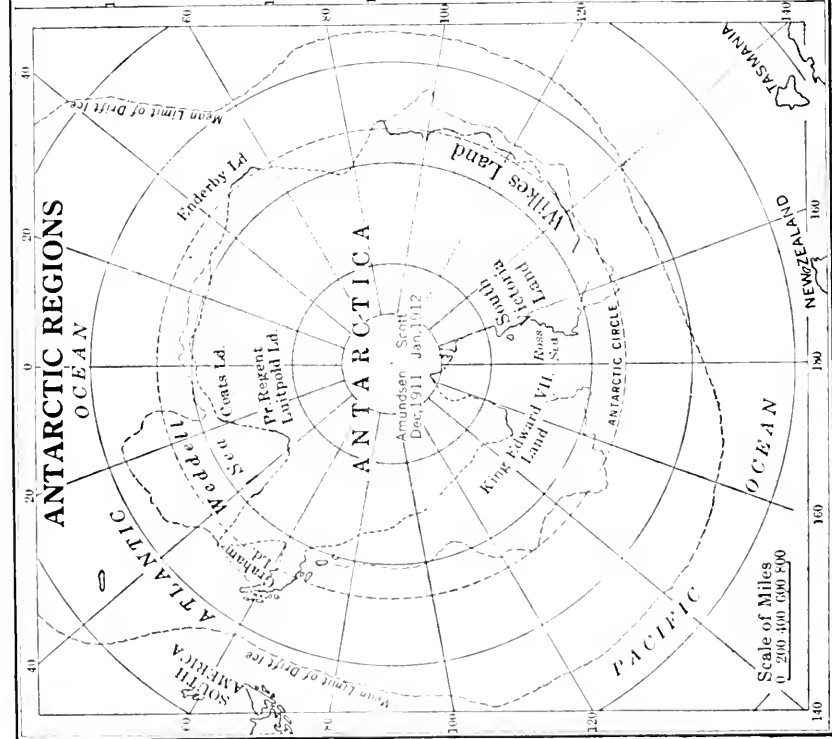 ANTARCTIC REGIONS
40
20
0
20
40
60
80
100
120
140
60
80
100
120
140
160
180
160
OCEAN
ATLANTIC
Weddell
Sea
Coats Ld.
Pr. Regent
Luitpold Ld.
Enderby Ld
Mean Limit of Drift Ice
Graham
Ld.
SOUTH
AMERICA
Mean Limit of Drift Ice
ANTARCTICA
Amundsen Scott
Dec, 1911 Jan, 1912
Wilkes Land
South
Victoria
Land
Ross
Sea
King Edward VII.
Land
ANTARCTIC CIRCLE
TASMANIA
NEW ZEALAND
PACIFIC
OCEAN
Scale of Miles
0 200 400 600 800